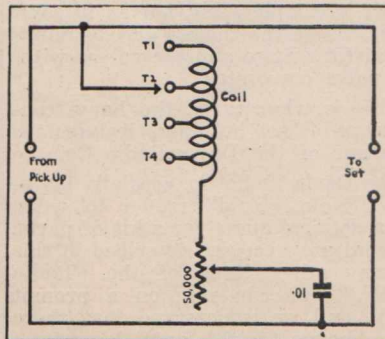 T1
T2
Coil
T3
T4
From
Pick Up
To
Set
50,000
.01